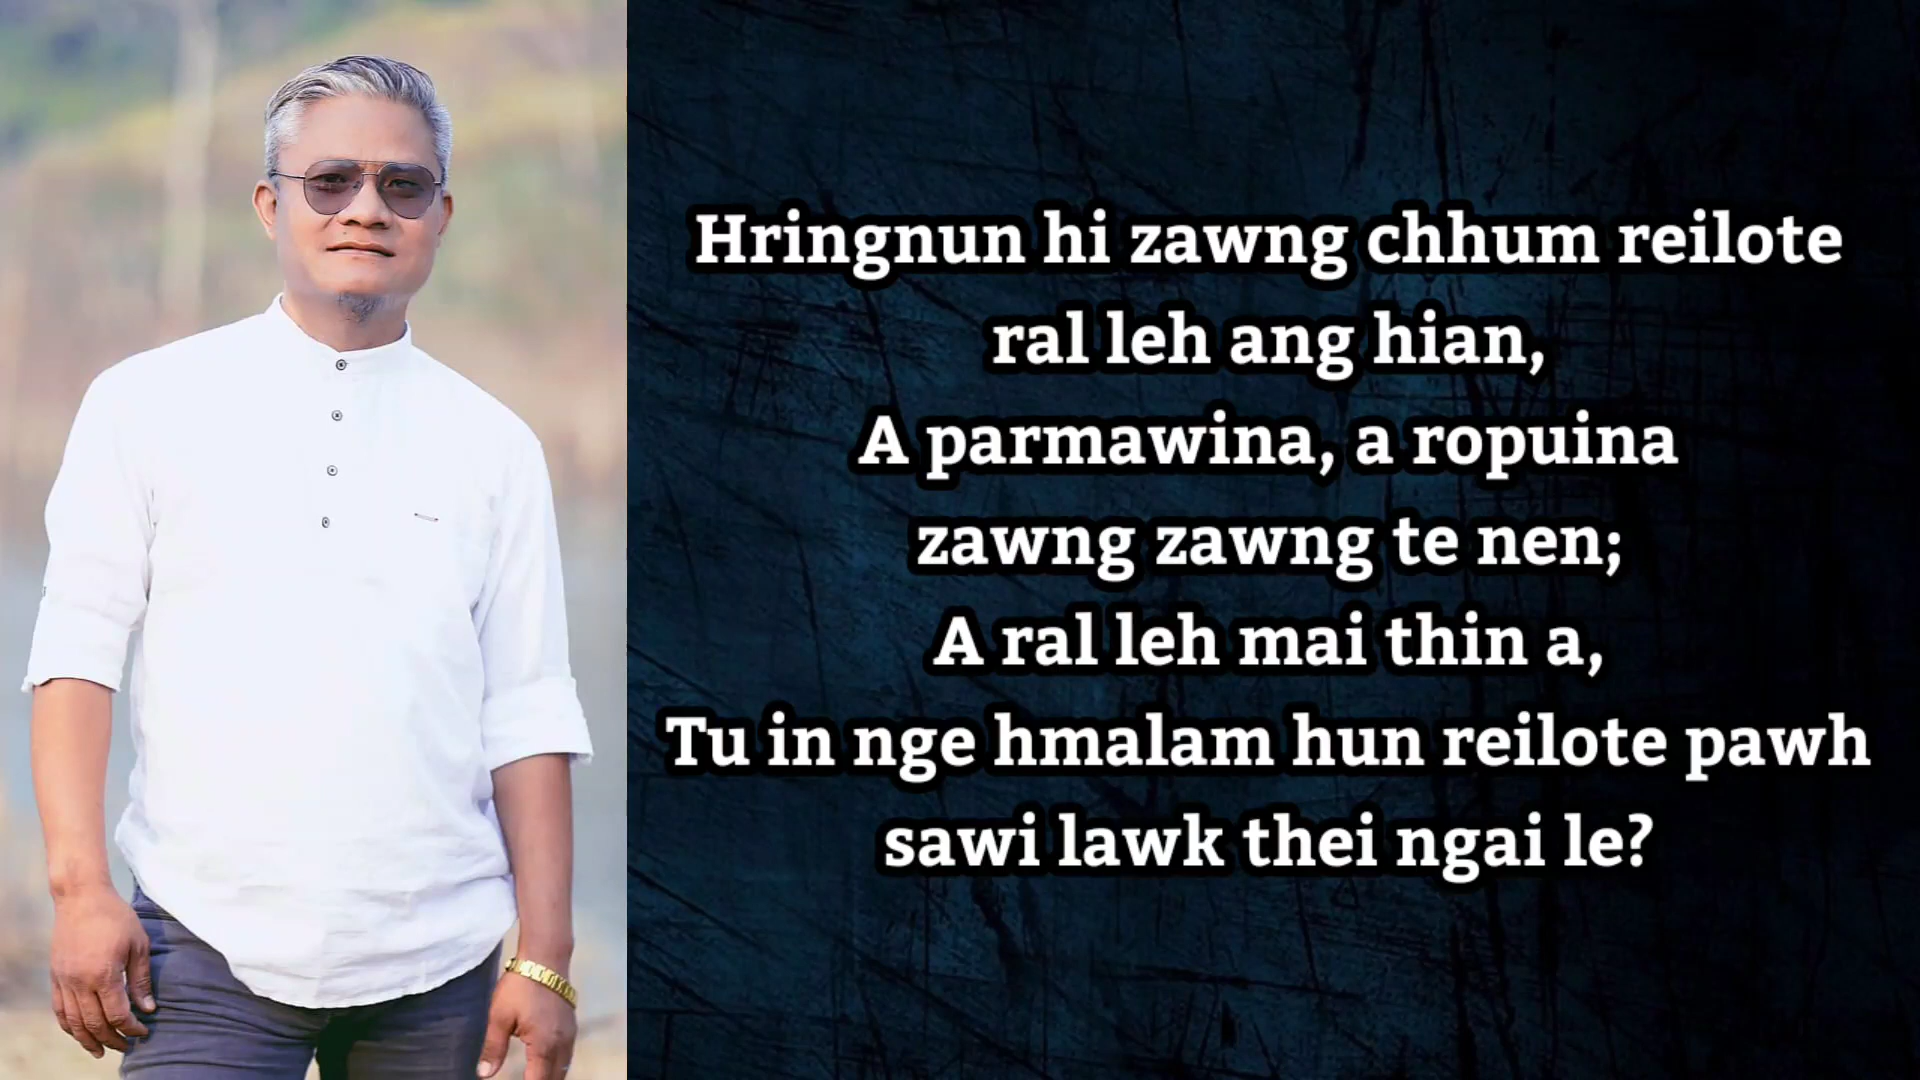 Hringnun hi zawng chhum reilote
ral leh ang hian,
A parmawina, a ropuina
zawng zawng te nen;
A ral leh mai thin a,
Tu in nge hmalam hun reilote pawh
sawi lawk thei ngai le?